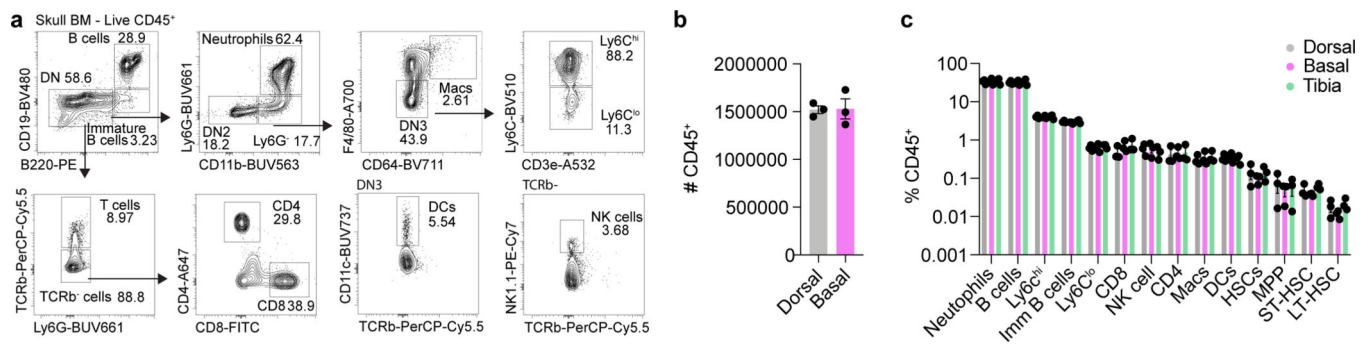 a
Skull BM - Live CD45⁺
B cells 28.9
DN 58.6
Immature
B cells 3.23
CD19-BV480
B220-PE
Neutrophils 62.4
DN2
18.2
Ly6G⁻ 17.7
Ly6G-BUV661
CD11b-BUV563
Macs
2.61
DN3
43.9
F4/80-A700
CD64-BV711
Ly6Cʰⁱ
88.2
Ly6Cˡᵒ
11.3
Ly6C-BV510
CD3e-A532
T cells
8.97
TCRb⁻ cells 88.8
TCRb-PerCP-Cy5.5
Ly6G-BUV661
CD4
29.8
CD8 38.9
CD4-A647
CD8-FITC
DN3
DCs
5.54
CD11c-BUV737
TCRb-PerCP-Cy5.5
TCRb-
NK cells
3.68
NK1.1-PE-Cy7
TCRb-PerCP-Cy5.5
b
# CD45⁺
2000000
1500000
1000000
500000
0
Dorsal
Basal
c
Dorsal
Basal
Tibia
% CD45⁺
100
10
1
0.1
0.01
0.001
Neutophils
B cells
Ly6Cʰⁱ
Imm B cells
Ly6Cˡᵒ
CD8
NK cell
CD4
Macs
DCs
HSCs
MPP
ST-HSC
LT-HSC